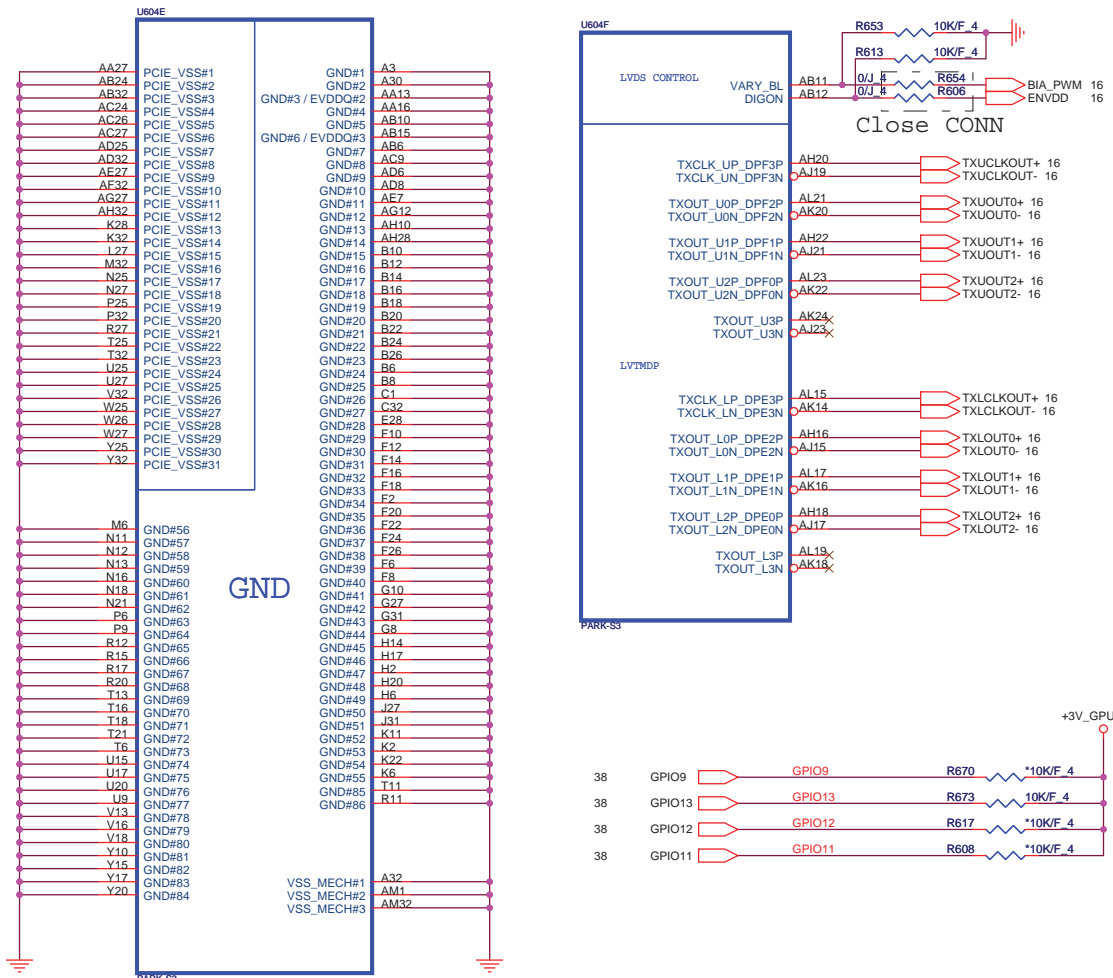 U604E
AA27 PCIE_VSS#1 GND#1 A3
AB24 PCIE_VSS#2 GND#2 A30
AB32 PCIE_VSS#3 GND#3 / EVDDQ#2 AA13
AC24 PCIE_VSS#4 GND#4 AA16
AC26 PCIE_VSS#5 GND#5 AB10
AC27 PCIE_VSS#6 GND#6 / EVDDQ#3 AB15
AD25 PCIE_VSS#7 GND#7 AB6
AD32 PCIE_VSS#8 GND#8 AC9
AE27 PCIE_VSS#9 GND#9 AD6
AF32 PCIE_VSS#10 GND#10 AD8
AG27 PCIE_VSS#11 GND#11 AE7
AH32 PCIE_VSS#12 GND#12 AG12
K28 PCIE_VSS#13 GND#13 AH10
K32 PCIE_VSS#14 GND#14 AH28
L27 PCIE_VSS#15 GND#15 B10
M32 PCIE_VSS#16 GND#16 B12
N25 PCIE_VSS#17 GND#17 B14
N27 PCIE_VSS#18 GND#18 B16
P25 PCIE_VSS#19 GND#19 B18
P32 PCIE_VSS#20 GND#20 B20
R27 PCIE_VSS#21 GND#21 B22
T25 PCIE_VSS#22 GND#22 B24
T32 PCIE_VSS#23 GND#23 B26
U25 PCIE_VSS#24 GND#24 B6
U27 PCIE_VSS#25 GND#25 B8
V32 PCIE_VSS#26 GND#26 C1
W25 PCIE_VSS#27 GND#27 C32
W26 PCIE_VSS#28 GND#28 E28
W27 PCIE_VSS#29 GND#29 F10
Y25 PCIE_VSS#30 GND#30 F12
Y32 PCIE_VSS#31 GND#31 F14
GND#32 F16
GND#33 F18
GND#34 F2
GND#35 F20
M6 GND#56 GND#36 F22
N11 GND#57 GND#37 F24
N12 GND#58 GND#38 F26
N13 GND#59 GND#39 F6
N16 GND#60 GND#40 F8
N18 GND#61 GND#41 G10
N21 GND#62 GND#42 G27
P6 GND#63 GND#43 G31
P9 GND#64 GND#44 G8
R12 GND#65 GND#45 H14
R15 GND#66 GND#46 H17
R17 GND#67 GND#47 H2
R20 GND#68 GND#48 H20
T13 GND#69 GND#49 H6
T16 GND#70 GND#50 J27
T18 GND#71 GND#51 J31
T21 GND#72 GND#52 K11
T6 GND#73 GND#53 K2
U15 GND#74 GND#54 K22
U17 GND#75 GND#55 K6
U20 GND#76 GND#85 T11
U9 GND#77 GND#86 R11
V13 GND#78
V16 GND#79
V18 GND#80
Y10 GND#81
Y15 GND#82
Y17 GND#83 VSS_MECH#1 A32
Y20 GND#84 VSS_MECH#2 AM1
VSS_MECH#3 AM32
GND
PARK-S3
U604F
R653 10K/F_4
R613 10K/F_4
LVDS CONTROL
VARY_BL AB11 0/J_4 R654 BIA_PWM 16
DIGON AB12 0/J_4 R606 ENVDD 16
Close CONN
TXCLK_UP_DPF3P AH20 TXUCLKOUT+ 16
TXCLK_UN_DPF3N AJ19 TXUCLKOUT- 16
TXOUT_U0P_DPF2P AL21 TXUOUT0+ 16
TXOUT_U0N_DPF2N AK20 TXUOUT0- 16
TXOUT_U1P_DPF1P AH22 TXUOUT1+ 16
TXOUT_U1N_DPF1N AJ21 TXUOUT1- 16
TXOUT_U2P_DPF0P AL23 TXUOUT2+ 16
TXOUT_U2N_DPF0N AK22 TXUOUT2- 16
TXOUT_U3P AK24
TXOUT_U3N AJ23
LVTMDP
TXCLK_LP_DPE3P AL15 TXLCLKOUT+ 16
TXCLK_LN_DPE3N AK14 TXLCLKOUT- 16
TXOUT_L0P_DPE2P AH16 TXLOUT0+ 16
TXOUT_L0N_DPE2N AJ15 TXLOUT0- 16
TXOUT_L1P_DPE1P AL17 TXLOUT1+ 16
TXOUT_L1N_DPE1N AK16 TXLOUT1- 16
TXOUT_L2P_DPE0P AH18 TXLOUT2+ 16
TXOUT_L2N_DPE0N AJ17 TXLOUT2- 16
TXOUT_L3P AL19
TXOUT_L3N AK18
PARK-S3
+3V_GPU
38 GPIO9 GPIO9 R670 *10K/F_4
38 GPIO13 GPIO13 R673 10K/F_4
38 GPIO12 GPIO12 R617 *10K/F_4
38 GPIO11 GPIO11 R608 *10K/F_4